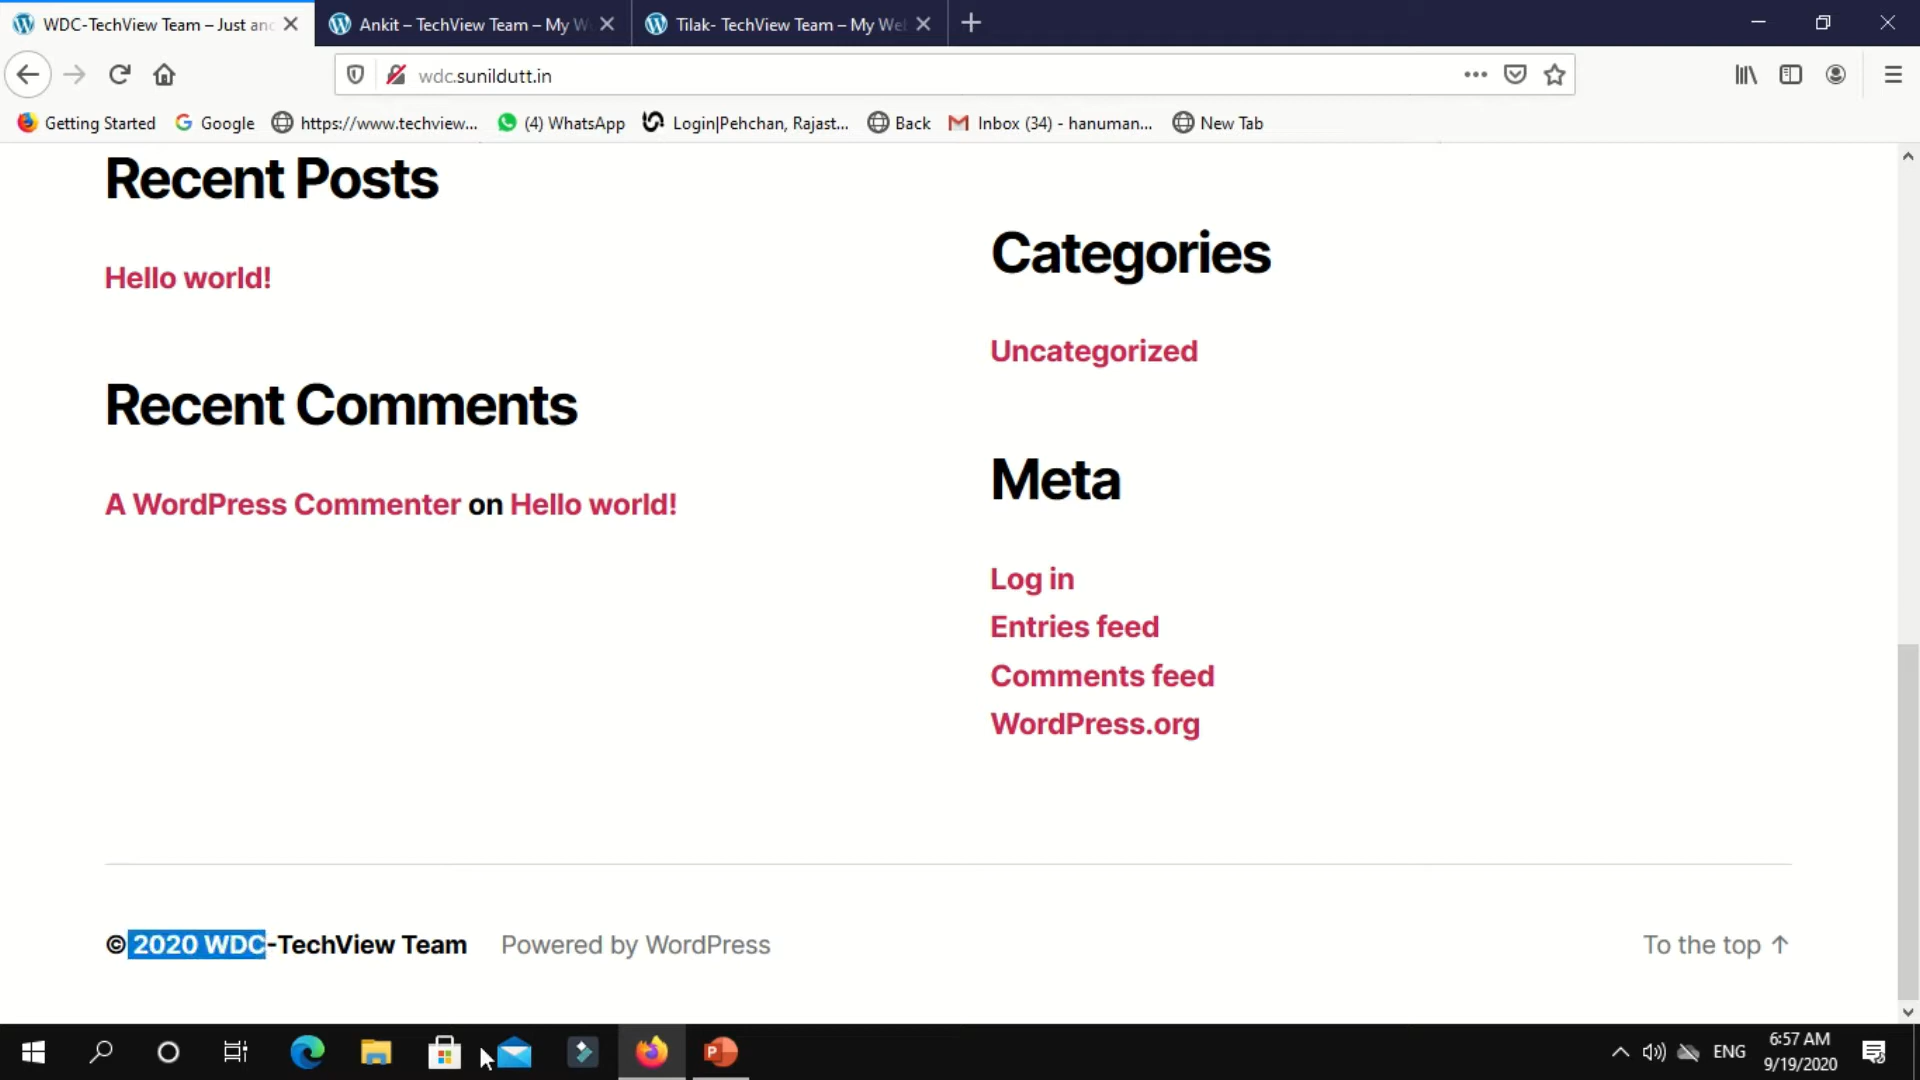 WDC-TechView Team – Just an
Ankit – TechView Team – My W
Tilak- TechView Team – My We
wdc.sunildutt.in
Getting Started
Google
https://www.techview...
(4) WhatsApp
Login|Pehchan, Rajast...
Back
Inbox (34) - hanuman...
New Tab
Recent Posts
Hello world!
Recent Comments
A WordPress Commenter on Hello world!
Categories
Uncategorized
Meta
Log in
Entries feed
Comments feed
WordPress.org
© 2020 WDC-TechView Team
Powered by WordPress
To the top ↑
ENG
6:57 AM
9/19/2020